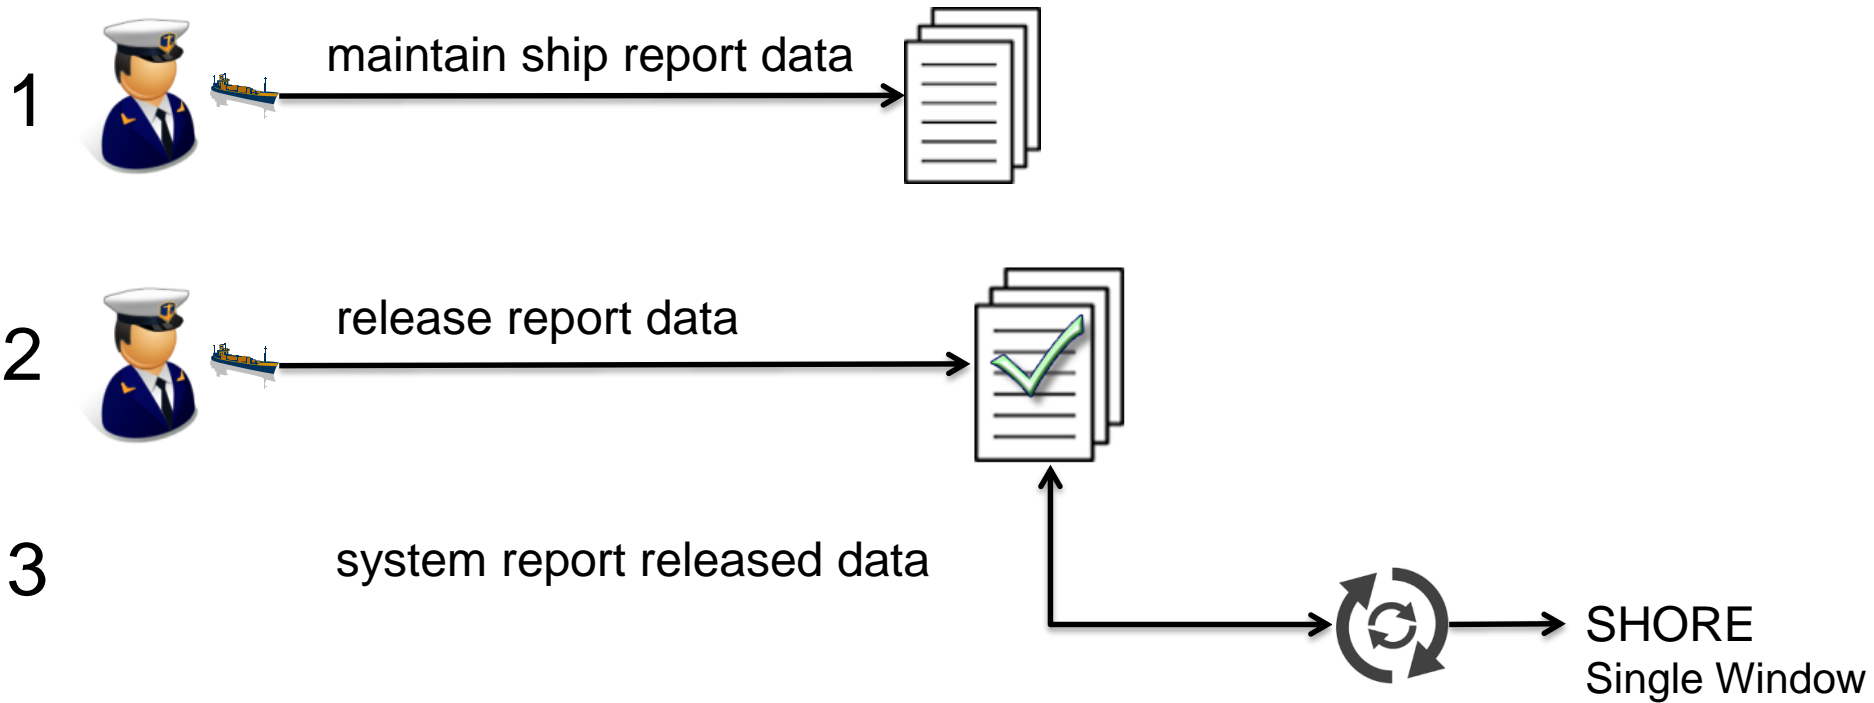 1
maintain ship report data
2
release report data
3
system report released data
SHORE
Single Window